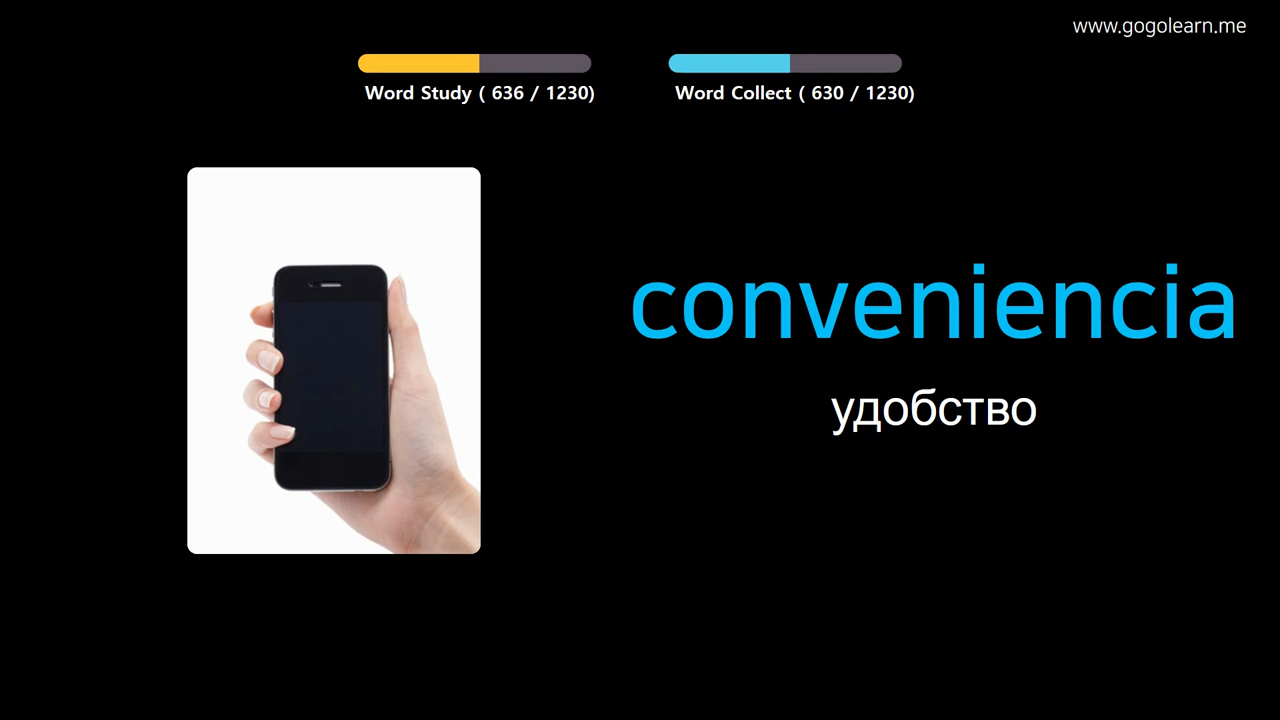 www.gogolearn.me
Word Study ( 636 / 1230)
Word Collect ( 630 / 1230)
conveniencia
удобство